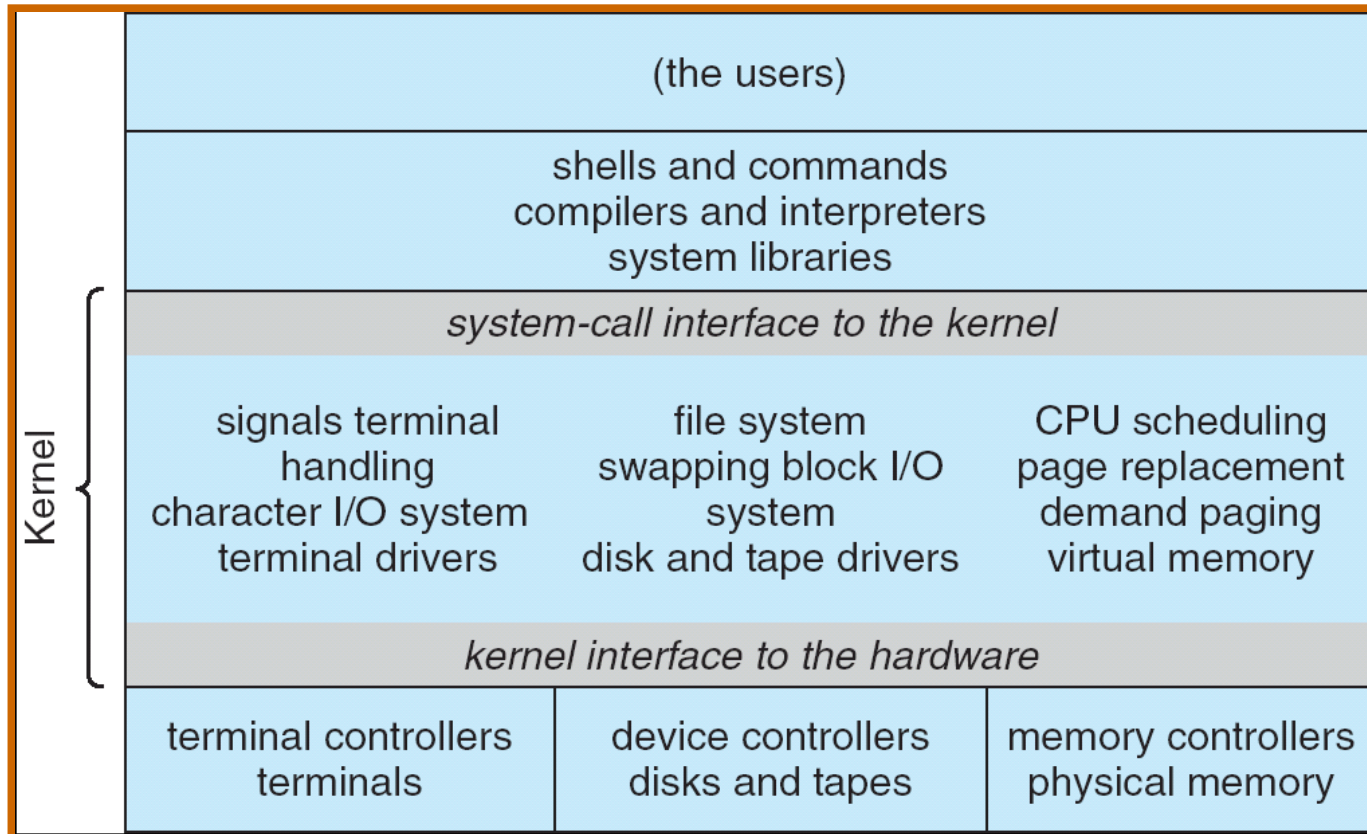 (the users)
shells and commands
compilers and interpreters
system libraries
Kernel
system-call interface to the kernel
signals terminal
handling
character I/O system
terminal drivers
file system
swapping block I/O
system
disk and tape drivers
CPU scheduling
page replacement
demand paging
virtual memory
kernel interface to the hardware
terminal controllers
terminals
device controllers
disks and tapes
memory controllers
physical memory